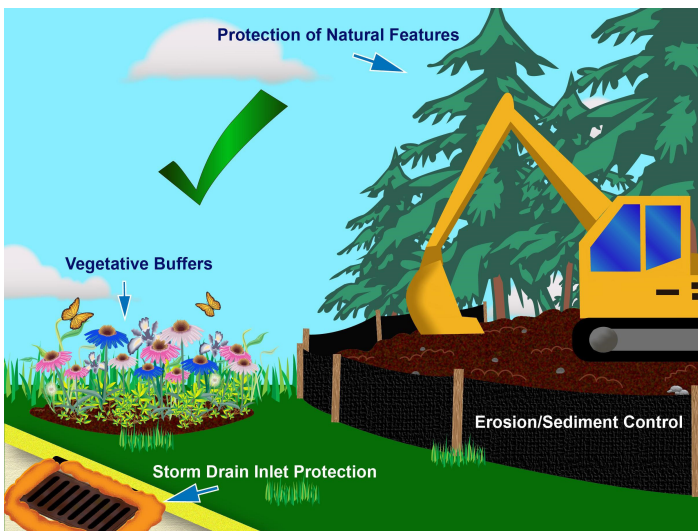 Protection of Natural Features
Vegetative Buffers
Erosion/Sediment Control
Storm Drain Inlet Protection